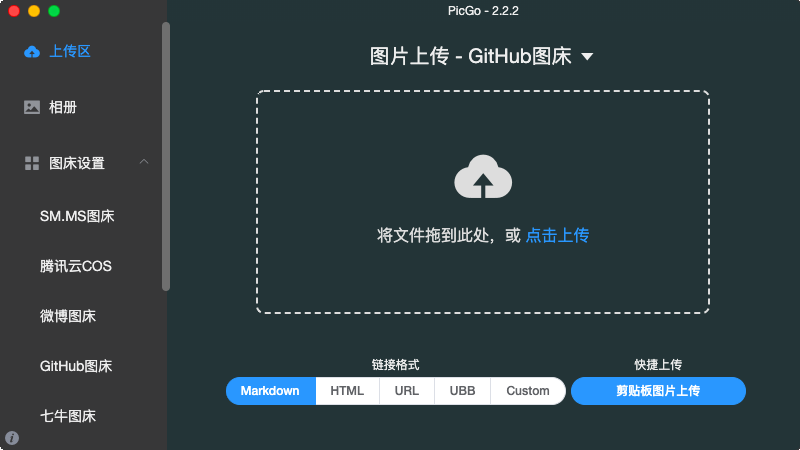 PicGo - 2.2.2
上传区
相册
图床设置
SM.MS图床
腾讯云COS
微博图床
GitHub图床
七牛图床
图片上传 - GitHub图床
将文件拖到此处，或 点击上传
链接格式
Markdown HTML URL UBB Custom
快捷上传
剪贴板图片上传